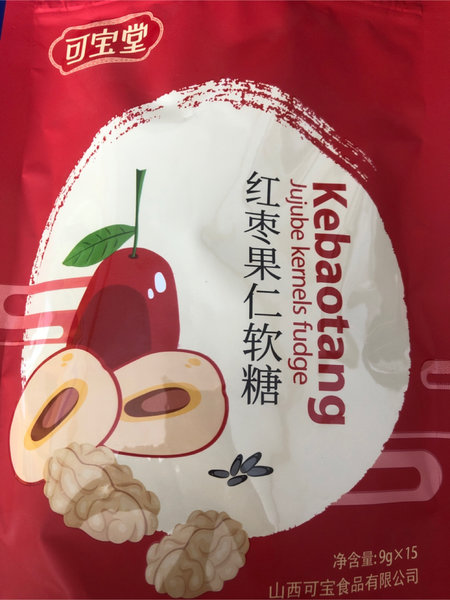 可宝堂
Kebaotang
Jujube kernels fudge
红枣果仁软糖
净含量: 9g×15
山西可宝食品有限公司